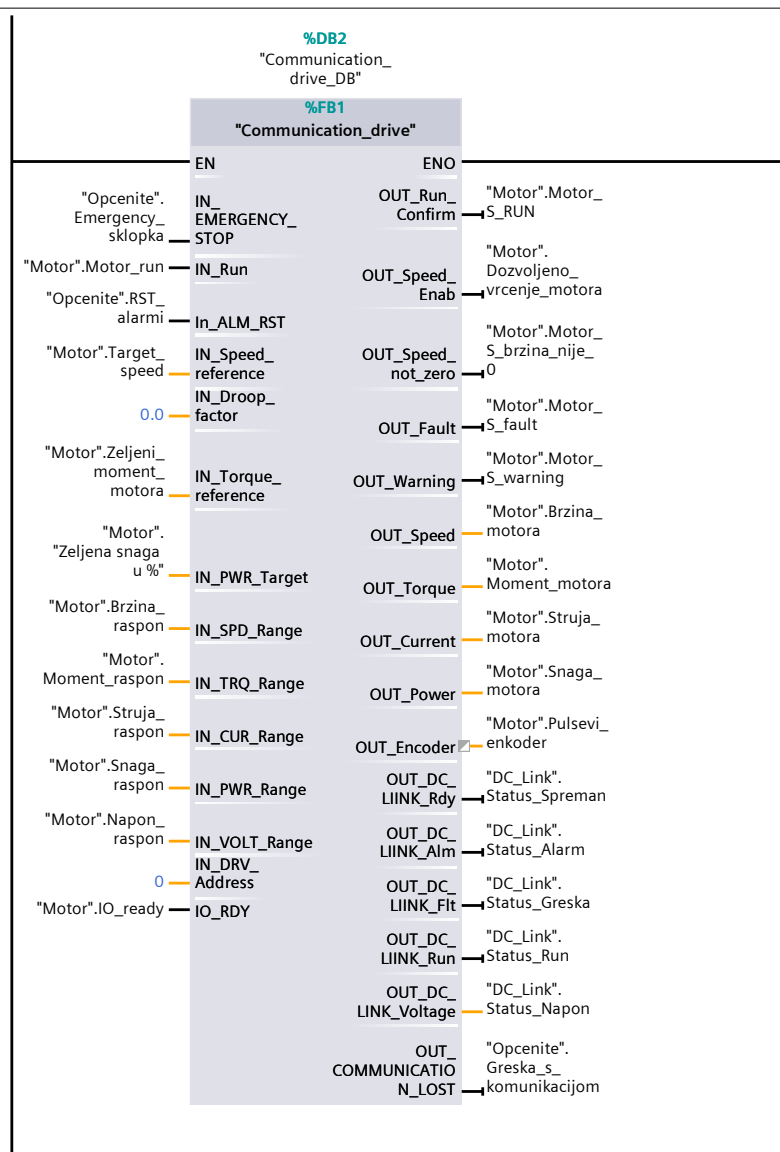 %DB2
"Communication_
drive_DB"
%FB1
"Communication_drive"
EN
ENO
"Opcenite".
Emergency_
sklopka
IN_
EMERGENCY_
STOP
OUT_Run_
Confirm
"Motor".Motor_
S_RUN
"Motor".Motor_run
IN_Run
OUT_Speed_
Enab
"Motor".
Dozvoljeno_
vrcenje_motora
"Opcenite".RST_
alarmi
In_ALM_RST
"Motor".Target_
speed
IN_Speed_
reference
OUT_Speed_
not_zero
"Motor".Motor_
S_brzina_nije_
0
0.0
IN_Droop_
factor
OUT_Fault
"Motor".Motor_
S_fault
"Motor".Zeljeni_
moment_
motora
IN_Torque_
reference
OUT_Warning
"Motor".Motor_
S_warning
"Motor".
"Zeljena snaga
u %"
IN_PWR_Target
OUT_Speed
"Motor".Brzina_
motora
OUT_Torque
"Motor".
Moment_motora
"Motor".Brzina_
raspon
IN_SPD_Range
OUT_Current
"Motor".Struja_
motora
"Motor".
Moment_raspon
IN_TRQ_Range
OUT_Power
"Motor".Snaga_
motora
"Motor".Struja_
raspon
IN_CUR_Range
OUT_Encoder
"Motor".Pulsevi_
enkoder
"Motor".Snaga_
raspon
IN_PWR_Range
OUT_DC_
LIINK_Rdy
"DC_Link".
Status_Spreman
"Motor".Napon_
raspon
IN_VOLT_Range
OUT_DC_
LIINK_Alm
"DC_Link".
Status_Alarm
0
IN_DRV_
Address
OUT_DC_
LIINK_Flt
"DC_Link".
Status_Greska
"Motor".IO_ready
IO_RDY
OUT_DC_
LIINK_Run
"DC_Link".
Status_Run
OUT_DC_
LINK_Voltage
"DC_Link".
Status_Napon
OUT_
COMMUNICATIO
N_LOST
"Opcenite".
Greska_s_
komunikacijom